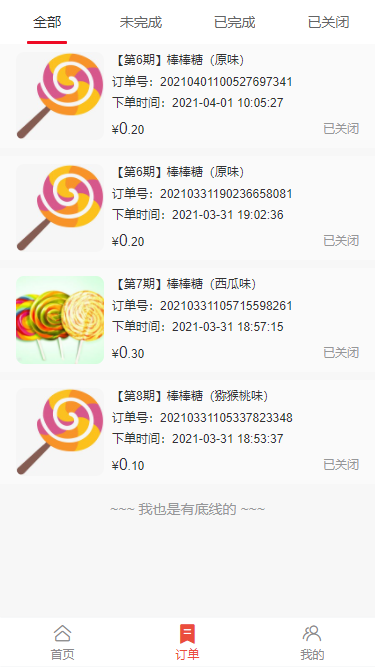 全部 未完成 已完成 已关闭
【第6期】棒棒糖（原味）
订单号：20210401100527697341
下单时间：2021-04-01 10:05:27
¥0.20 已关闭
【第6期】棒棒糖（原味）
订单号：20210331190236658081
下单时间：2021-03-31 19:02:36
¥0.20 已关闭
【第7期】棒棒糖（西瓜味）
订单号：20210331105715598261
下单时间：2021-03-31 18:57:15
¥0.30 已关闭
【第8期】棒棒糖（猕猴桃味）
订单号：20210331105337823348
下单时间：2021-03-31 18:53:37
¥0.10 已关闭
~~~ 我也是有底线的 ~~~
首页 订单 我的